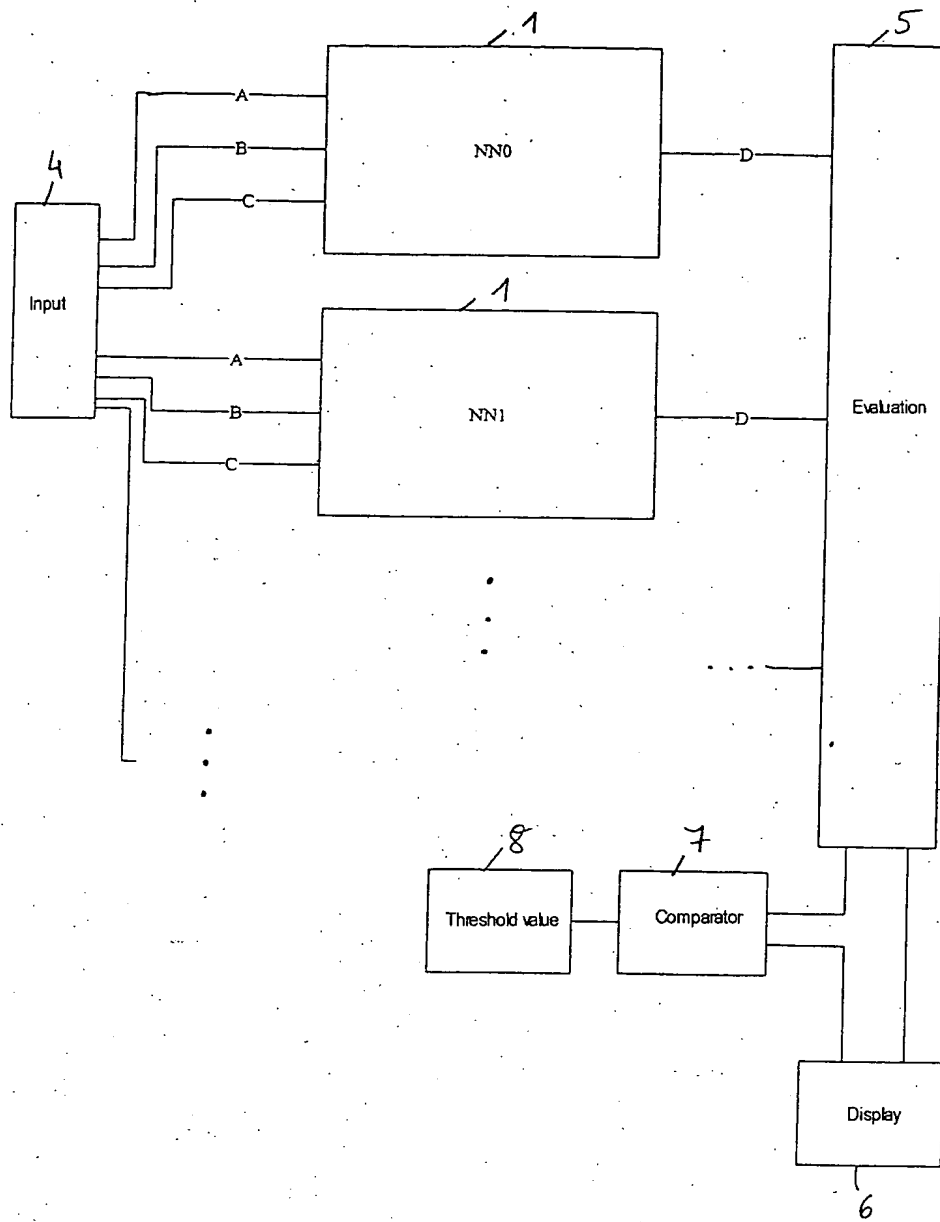 1
5
A
B
NN0
D
4
C
Input
1
A
B
NN1
D
Evaluation
C
8
7
Threshold value
Comparator
Display
6